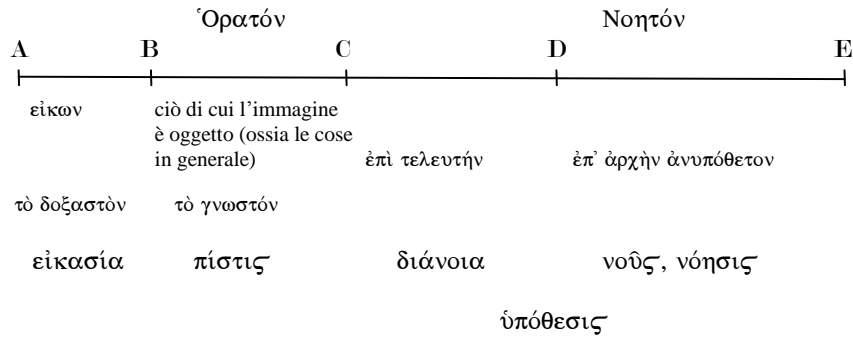 Ὁρατόν Νοητόν
A B C D E
εἰκων ciò di cui l'immagine
è oggetto (ossia le cose
in generale) ἐπὶ τελευτήν ἐπ' ἀρχὴν ἀνυπόθετον
τὸ δοξαστὸν τὸ γνωστόν
εἰκασία πίστις διάνοια νοῦς, νόησις
ὑπόθεσις